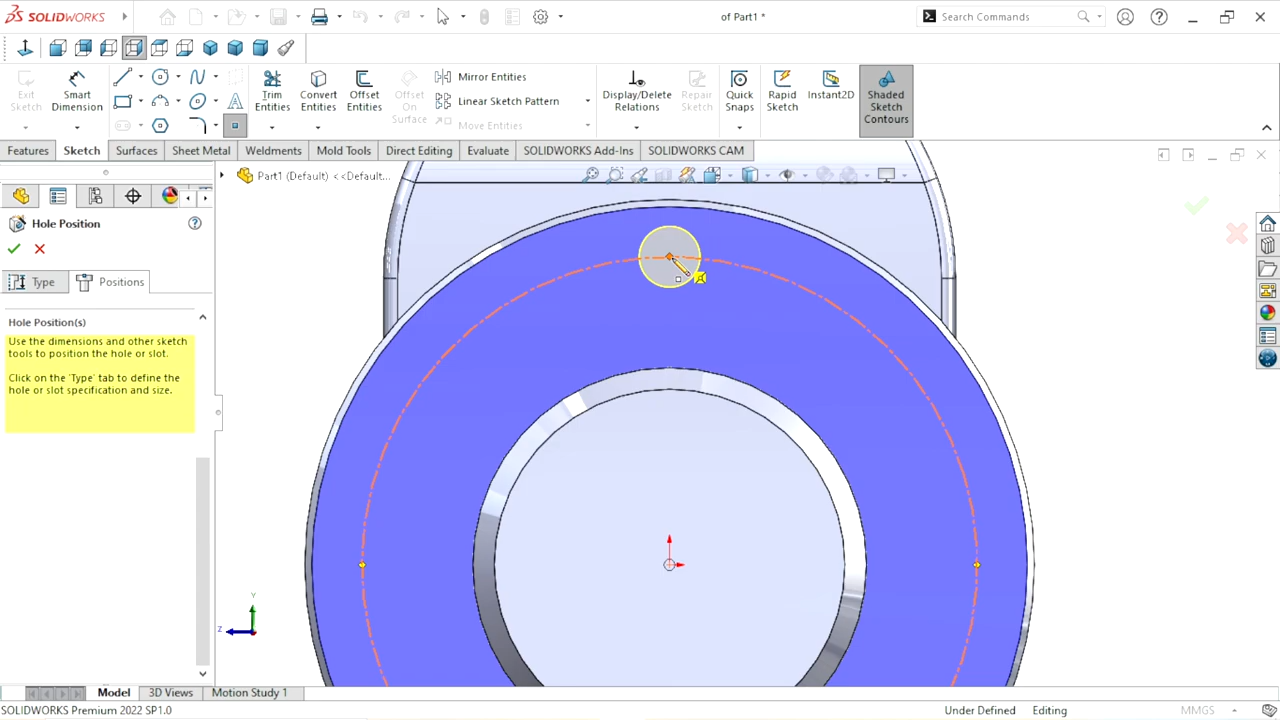 SOLIDWORKS
of Part1 *
Search Commands
Exit Sketch
Smart Dimension
Trim Entities
Convert Entities
Offset Entities
Offset On Surface
Mirror Entities
Linear Sketch Pattern
Move Entities
Display/Delete Relations
Repair Sketch
Quick Snaps
Rapid Sketch
Instant2D
Shaded Sketch Contours
Features
Sketch
Surfaces
Sheet Metal
Weldments
Mold Tools
Direct Editing
Evaluate
SOLIDWORKS Add-Ins
SOLIDWORKS CAM
Part1 (Default) <<Default...
Hole Position
Type
Positions
Hole Position(s)
Use the dimensions and other sketch
tools to position the hole or slot.
Click on the 'Type' tab to define the
hole or slot specification and size.
Y
Z
Model
3D Views
Motion Study 1
SOLIDWORKS Premium 2022 SP1.0
Under Defined
Editing
MMGS